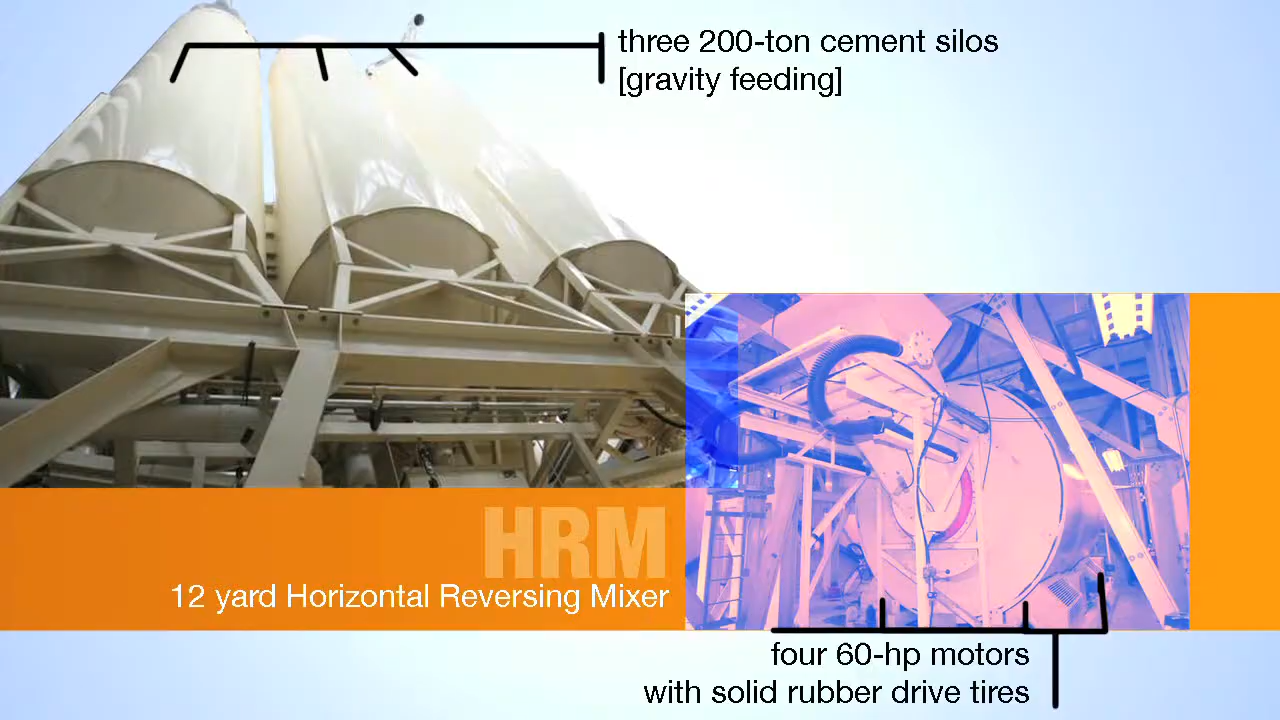 three 200-ton cement silos
[gravity feeding]
HRM
12 yard Horizontal Reversing Mixer
four 60-hp motors
with solid rubber drive tires